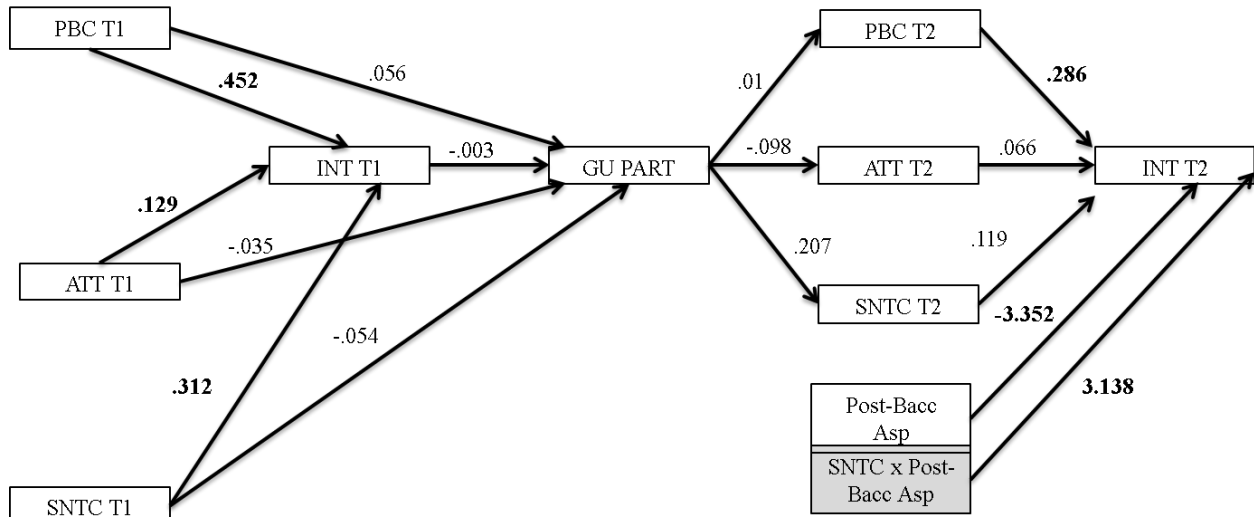 PBC T1
PBC T2
.056
.452
.01
.286
INT T1
-.003
GU PART
-.098
ATT T2
.066
INT T2
.129
-.035
.207
.119
ATT T1
SNTC T2
-.054
-3.352
.312
3.138
Post-Bacc
Asp
SNTC x Post-
Bacc Asp
SNTC T1